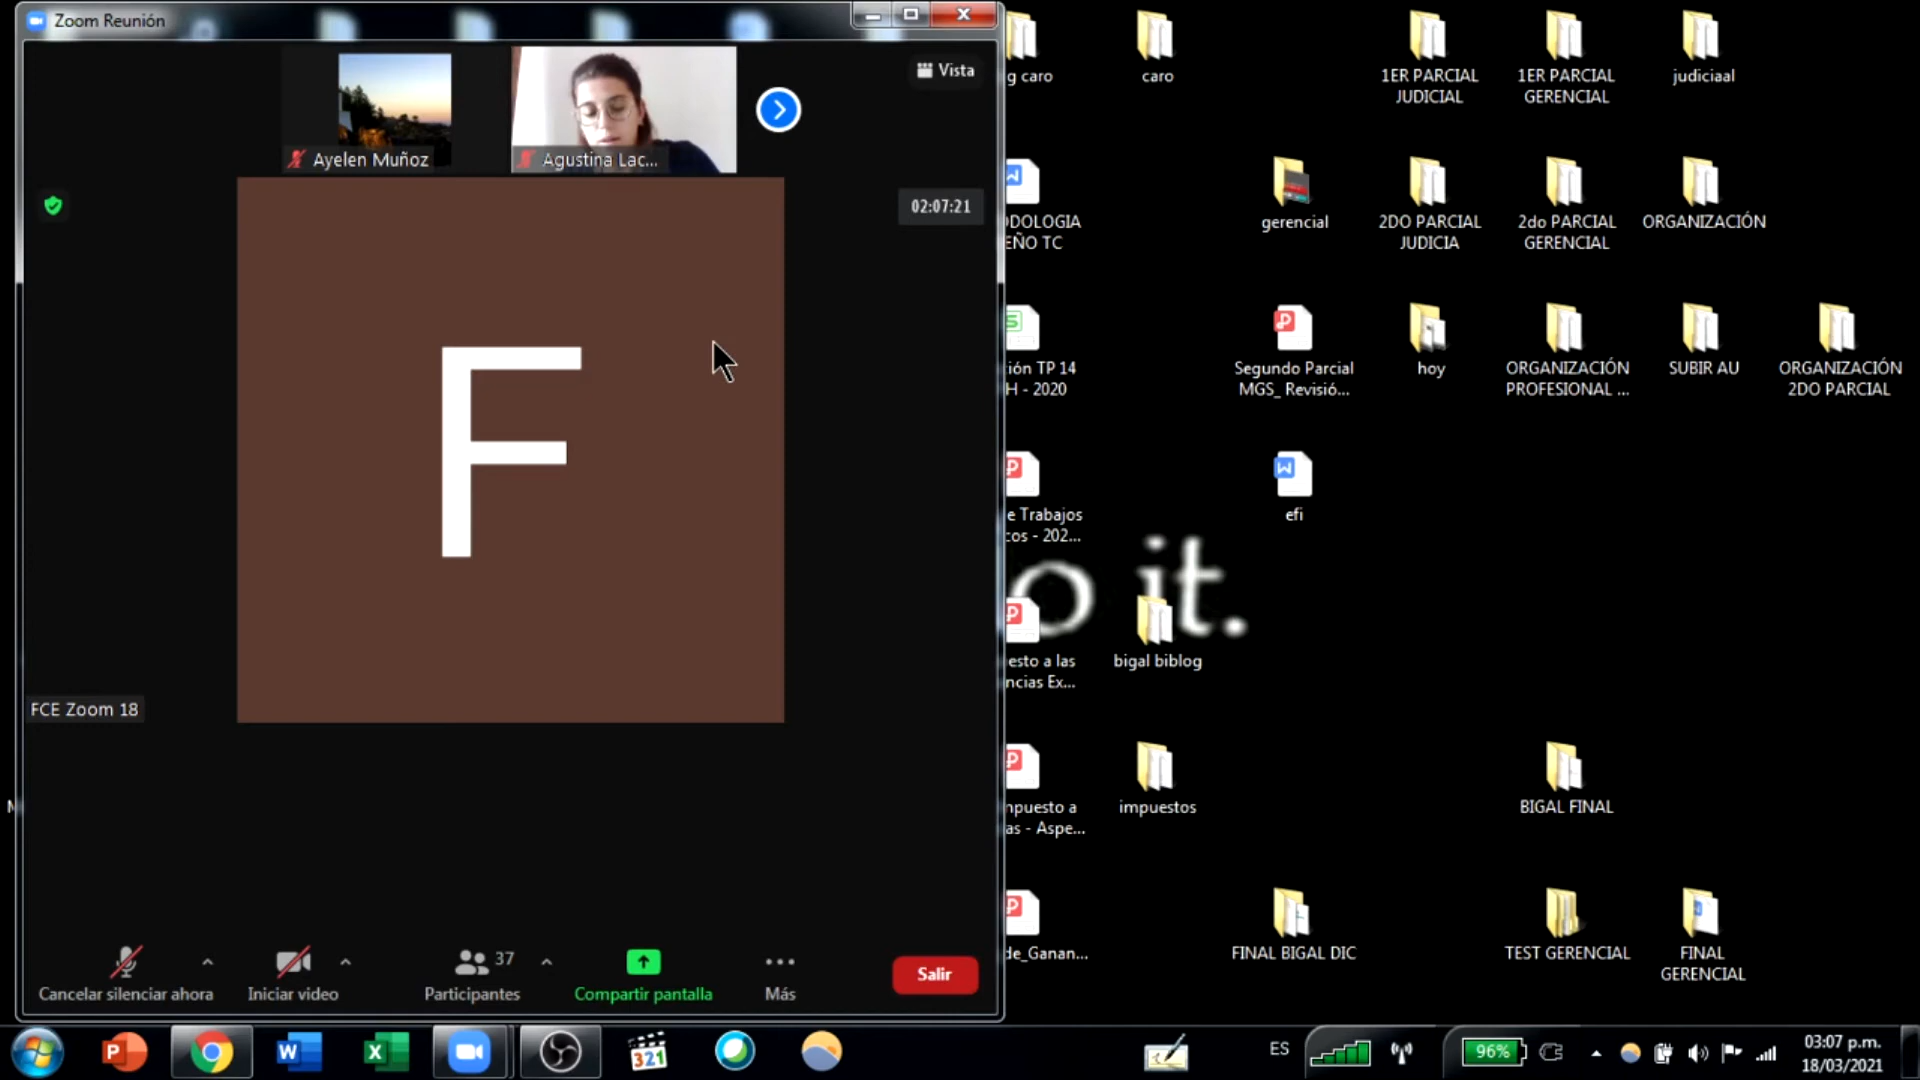 Zoom Reunión
Vista
Ayelen Muñoz
Agustina Lac...
02:07:21
F
FCE Zoom 18
Cancelar silenciar ahora
Iniciar video
37
Participantes
Compartir pantalla
Más
Salir
g caro
caro
1ER PARCIAL
JUDICIAL
1ER PARCIAL
GERENCIAL
judiciaal
ODOLOGIA
EÑO TC
gerencial
2DO PARCIAL
JUDICIA
2do PARCIAL
GERENCIAL
ORGANIZACIÓN
ión TP 14
H - 2020
Segundo Parcial
MGS_ Revisió...
hoy
ORGANIZACIÓN
PROFESIONAL ...
SUBIR AU
ORGANIZACIÓN
2DO PARCIAL
e Trabajos
cos - 202...
efi
o it.
esto a las
ncias Ex...
bigal biblog
npuesto a
as - Aspe...
impuestos
BIGAL FINAL
de_Ganan...
FINAL BIGAL DIC
TEST GERENCIAL
FINAL
GERENCIAL
321
ES
96%
03:07 p.m.
18/03/2021